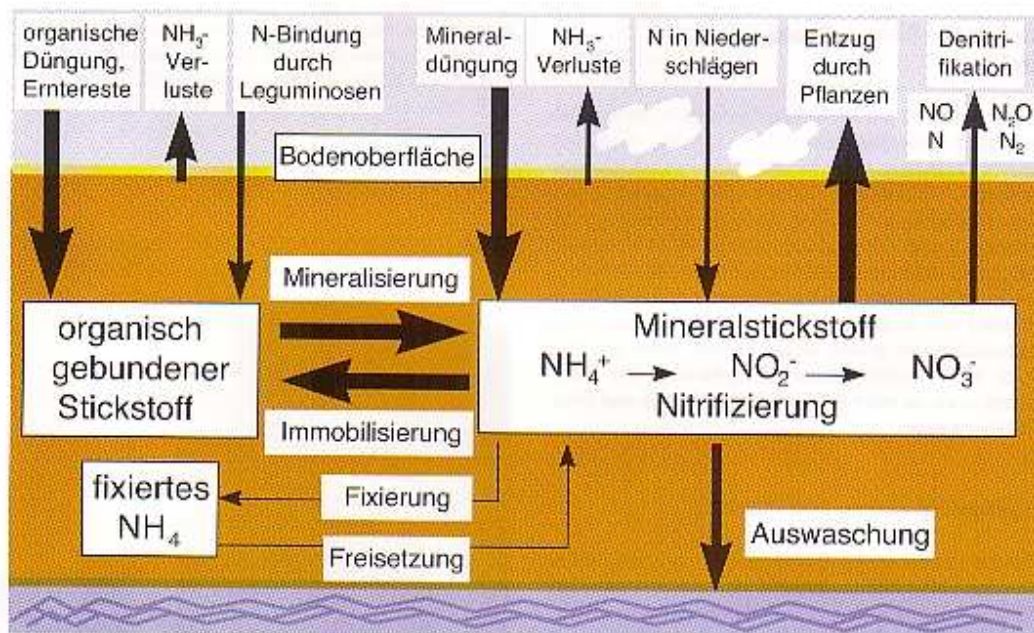 organische
Düngung,
Erntereste
NH₃-
Ver-
luste
N-Bindung
durch
Leguminosen
Mineral-
düngung
NH₃-
Verluste
N in Nieder-
schlägen
Entzug
durch
Pflanzen
Denitri-
fikation
NO
N
N₂O
N₂
Bodenoberfläche
Mineralisierung
organisch
gebundener
Stickstoff
Mineralstickstoff
NH₄⁺ → NO₂⁻ → NO₃⁻
Nitrifizierung
Immobilisierung
fixiertes
NH₄
Fixierung
Freisetzung
Auswaschung